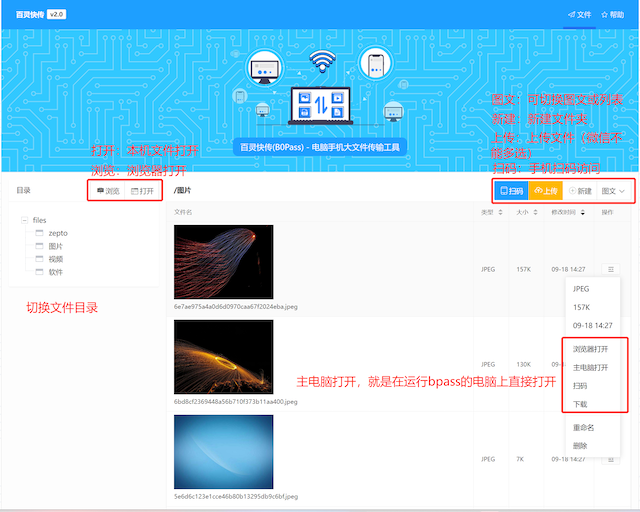 百灵快传 v2.0
文件 帮助
百灵快传(B0Pass) - 电脑手机大文件传输工具
打开：本机文件打开
浏览：浏览器打开
图文：可切换图文或列表
新建：新建文件夹
上传：上传文件（微信不
能多选）
扫码：手机扫码访问
目录 浏览 打开
/图片 扫码 上传 新建 图文
files
zepto
图片
视频
软件
切换文件目录
文件名 类型 大小 修改时间 操作
JPEG 157K 09-18 14:27
6e7ae975a4a0d6d0970caa67f2024eba.jpeg
JPEG 130K 09-18 14:27
6bd8cf2369448a56b710f373b11aa400.jpeg
JPEG 7K 09-18 14:27
5e6d6c123e1cce46b80b13295db9c6bf.jpeg
主电脑打开，就是在运行bpass的电脑上直接打开
JPEG
157K
09-18 14:27
浏览器打开
主电脑打开
扫码
下载
重命名
删除